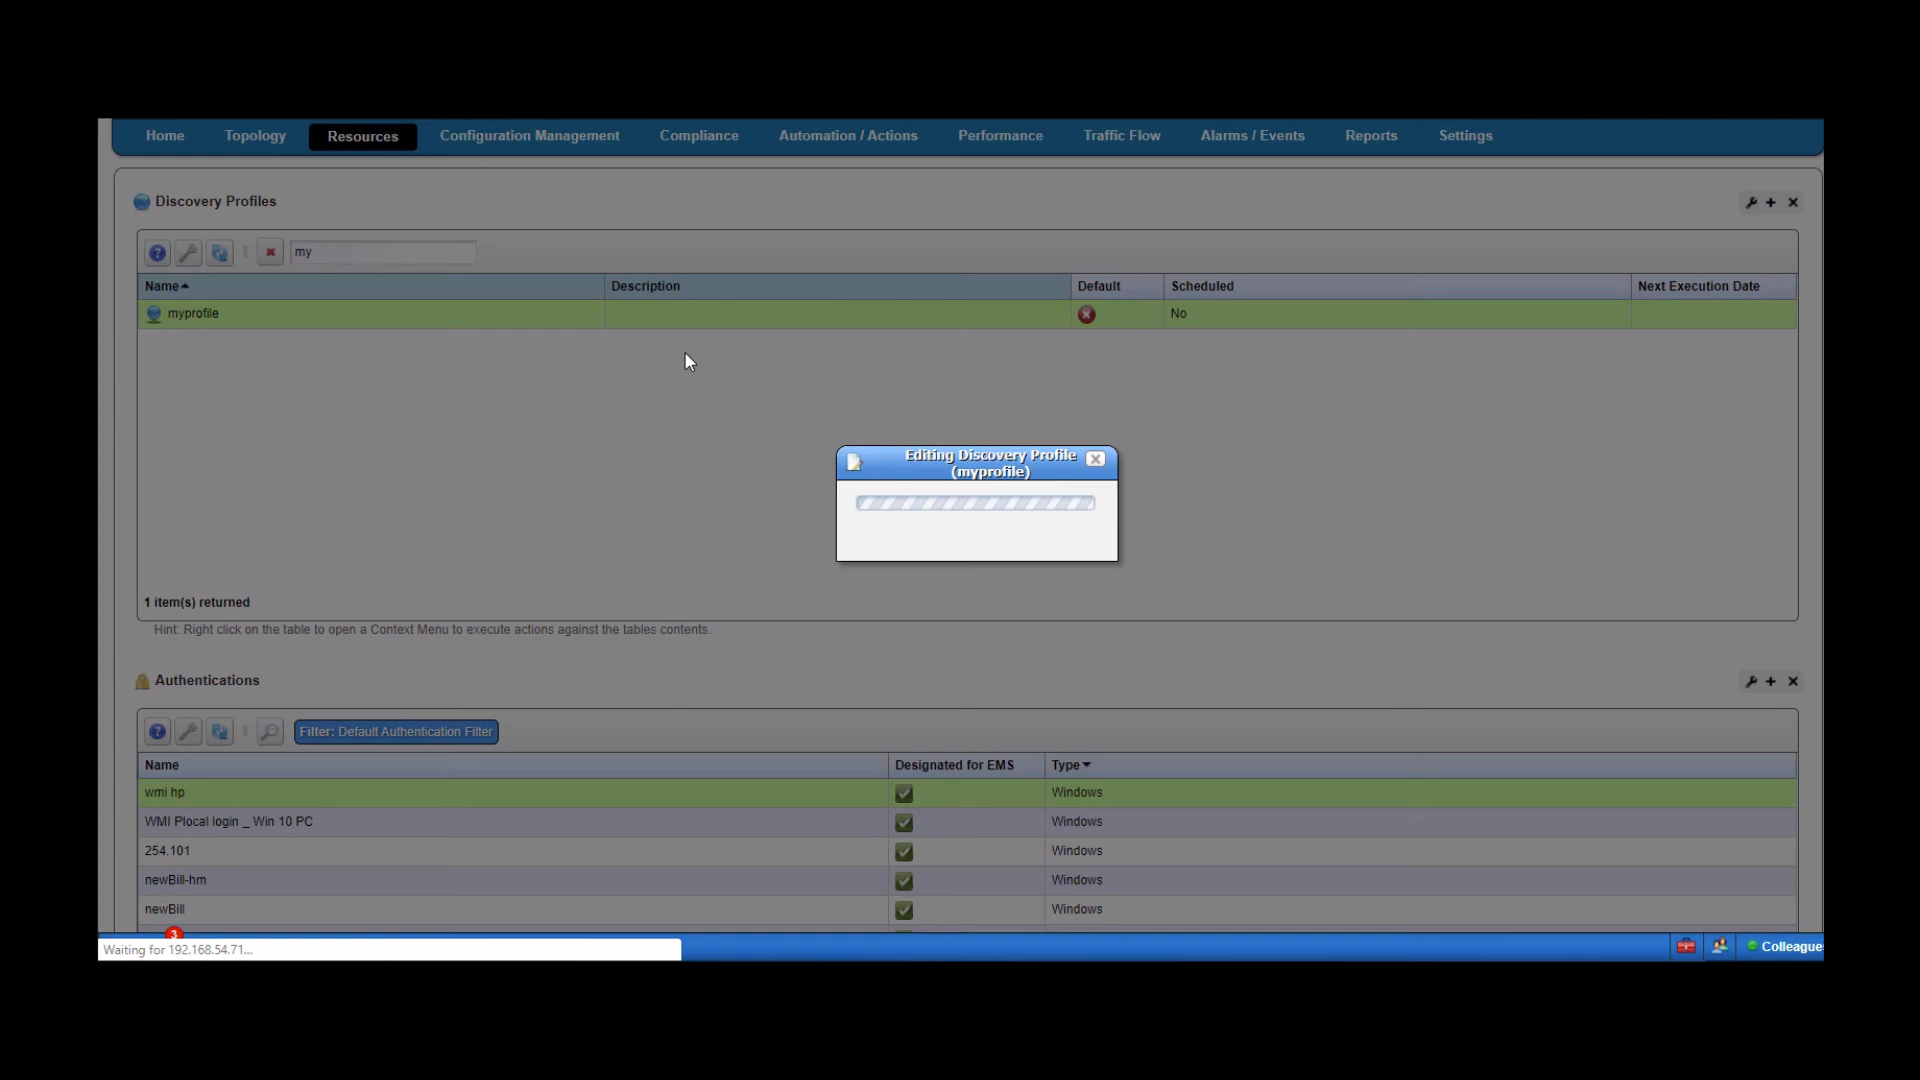 Home Topology Resources Configuration Management Compliance Automation / Actions Performance Traffic Flow Alarms / Events Reports Settings
Discovery Profiles
my
Name Description Default Scheduled Next Execution Date
myprofile No
Editing Discovery Profile
(myprofile)
1 item(s) returned
Hint: Right click on the table to open a Context Menu to execute actions against the tables contents.
Authentications
Filter: Default Authentication Filter
Name Designated for EMS Type
wmi hp Windows
WMI Plocal login _ Win 10 PC Windows
254.101 Windows
newBill-hm Windows
newBill Windows
3
Waiting for 192.168.54.71... Colleagues